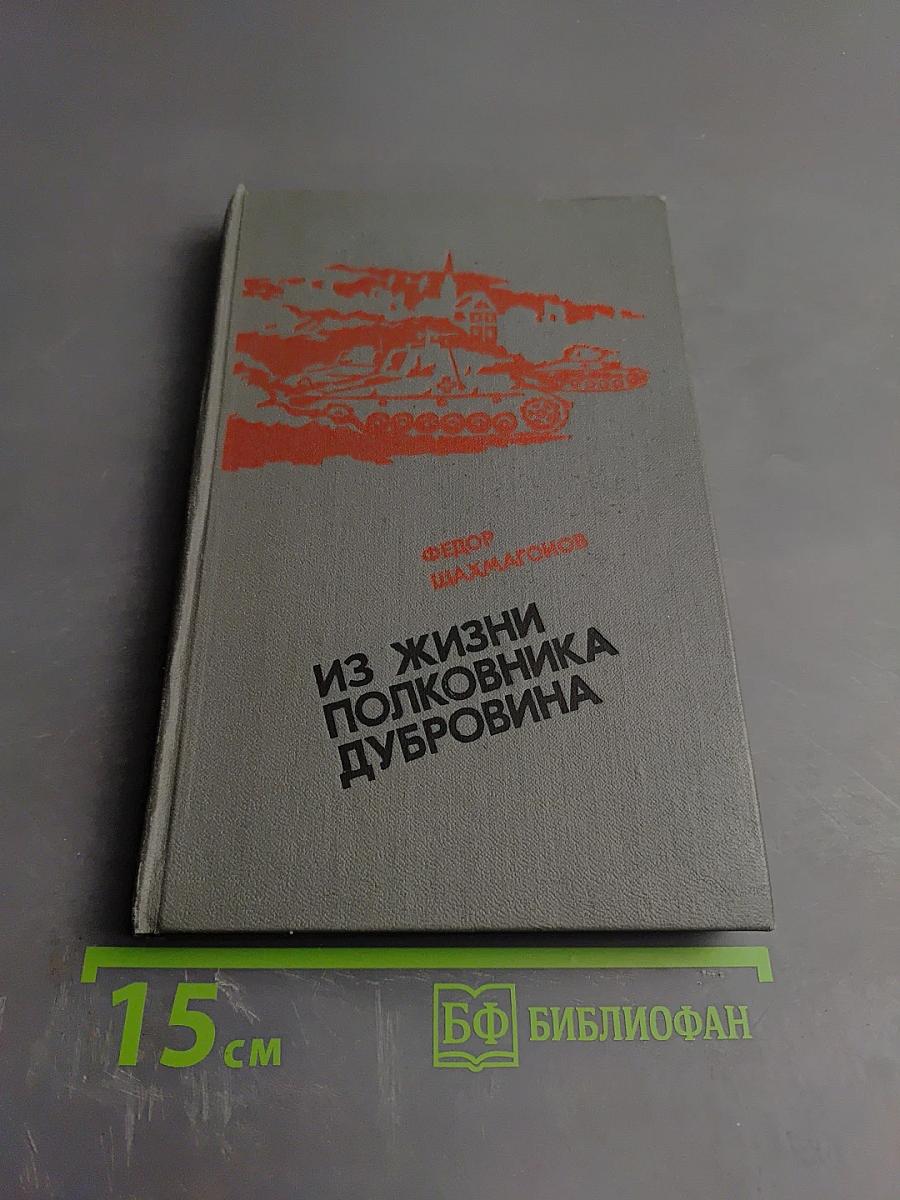 ФЕДОР
ШАХМАГОНОВ
ИЗ ЖИЗНИ
ПОЛКОВНИКА
ДУБРОВИНА
15 см
БФ БИБЛИОФАН